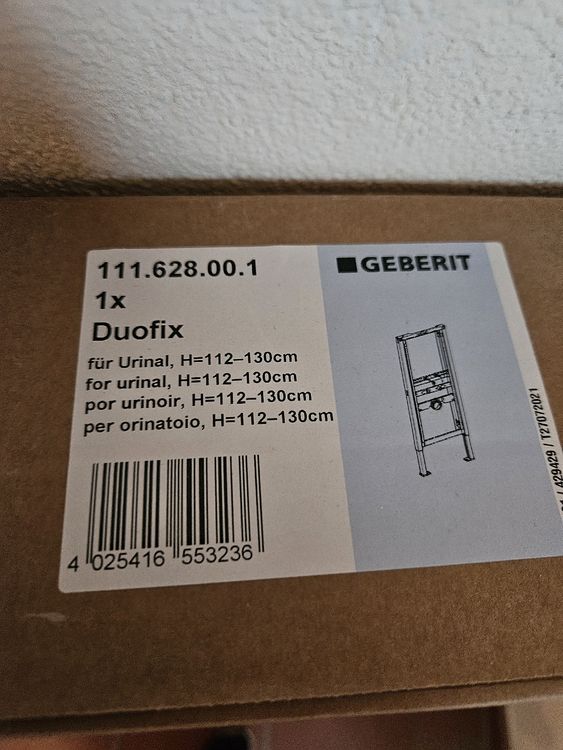 111.628.00.1
1x
Duofix
für Urinal, H=112–130cm
for urinal, H=112–130cm
por urinoir, H=112–130cm
per orinatoio, H=112–130cm
4 025416 553236
GEBERIT
/ 429429 / T27072021